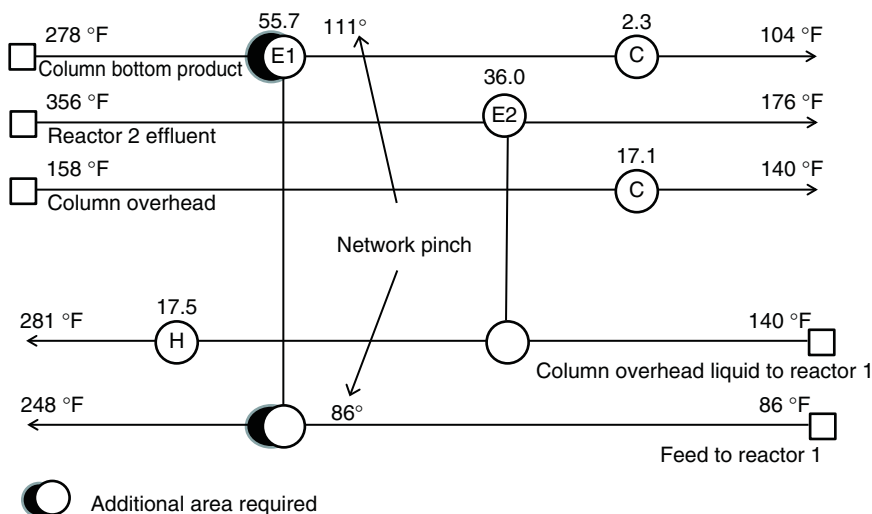 55.7
111°
2.3
278 °F
104 °F
E1
C
Column bottom product
36.0
356 °F
176 °F
E2
Reactor 2 effluent
17.1
158 °F
140 °F
C
Column overhead
Network pinch
17.5
281 °F
140 °F
H
Column overhead liquid to reactor 1
248 °F
86°
86 °F
Feed to reactor 1
Additional area required